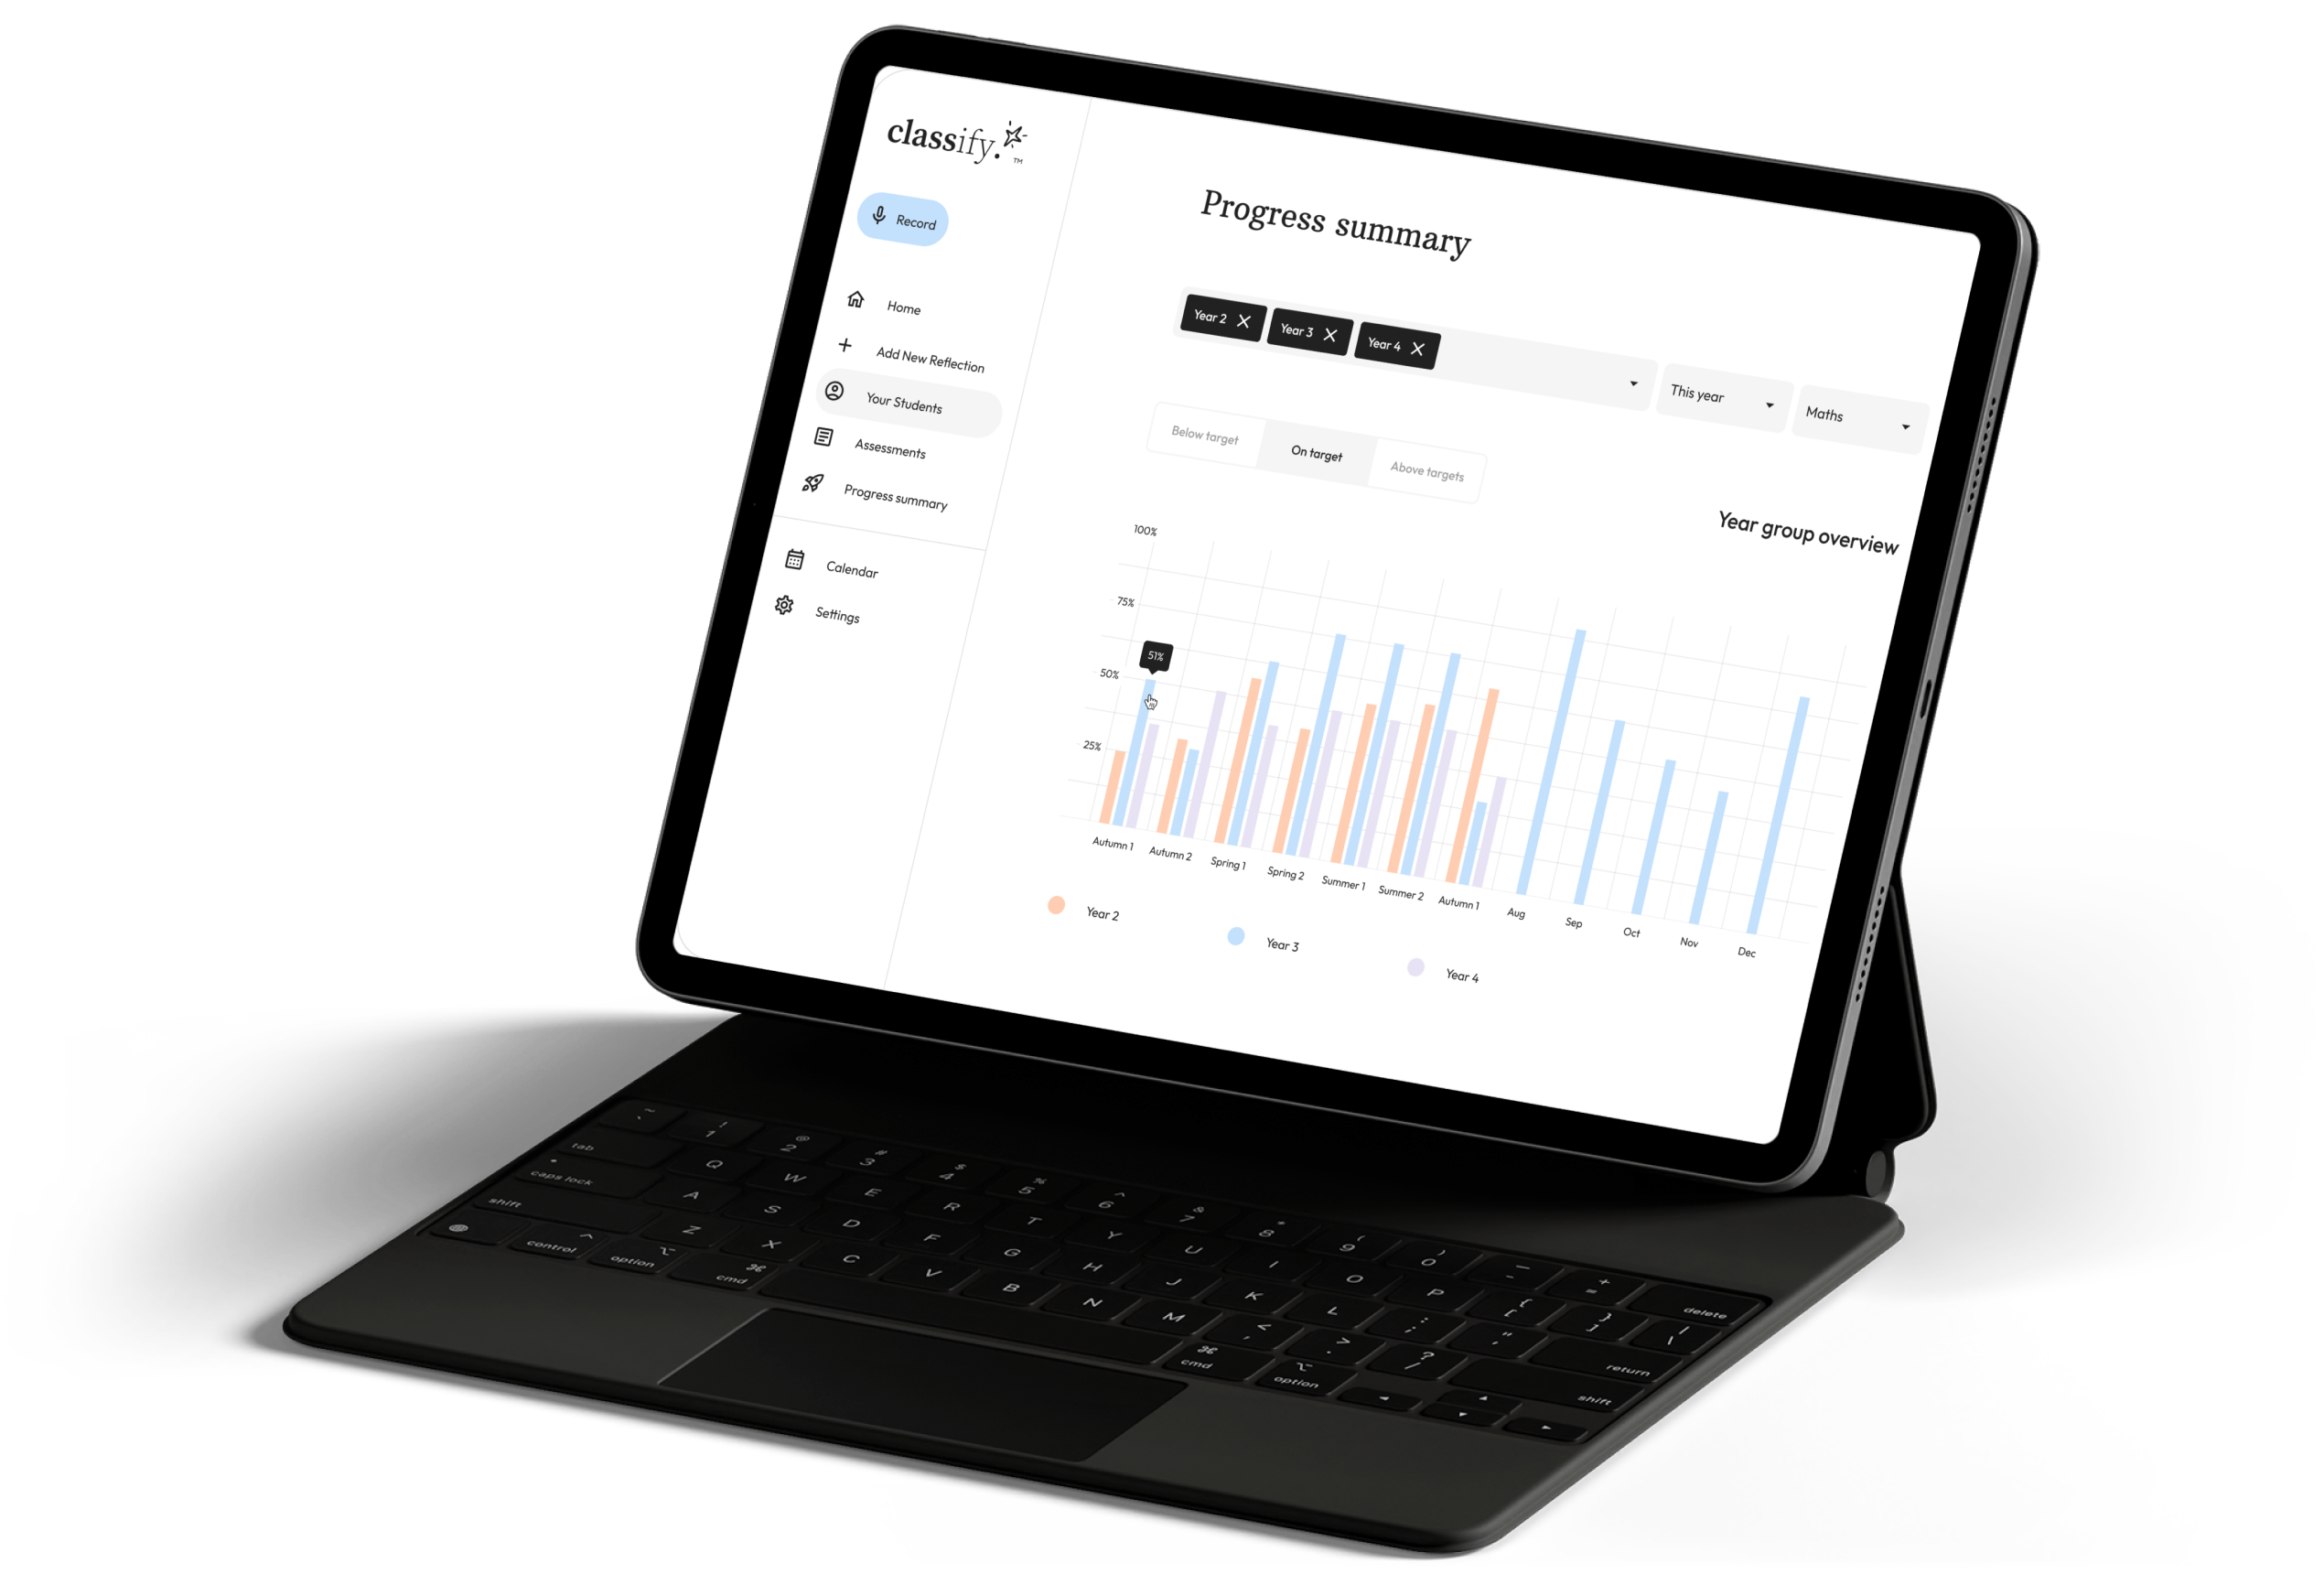 classify.™
Record
Home
Add New Reflection
Your Students
Assessments
Progress summary
Calendar
Settings
Progress summary
Year 2
Year 3
Year 4
This year
Maths
Below target
On target
Above targets
Year group overview
100%
75%
50%
25%
51%
Autumn 1
Autumn 2
Spring 1
Spring 2
Summer 1
Summer 2
Autumn 1
Aug
Sep
Oct
Nov
Dec
Year 2
Year 3
Year 4
~ ` ! 1 @ 2 # 3 $ 4 % 5 ^ 6 & 7 * 8 ( 9 ) 0 _ - + = delete
tab Q W E R T Y U I O P { [ } ] | \
caps lock A S D F G H J K L : ; " ' return
shift Z X C V B N M < , > . ? / shift
control ^ option ⌥ cmd ⌘ ⌘ cmd ⌥ option